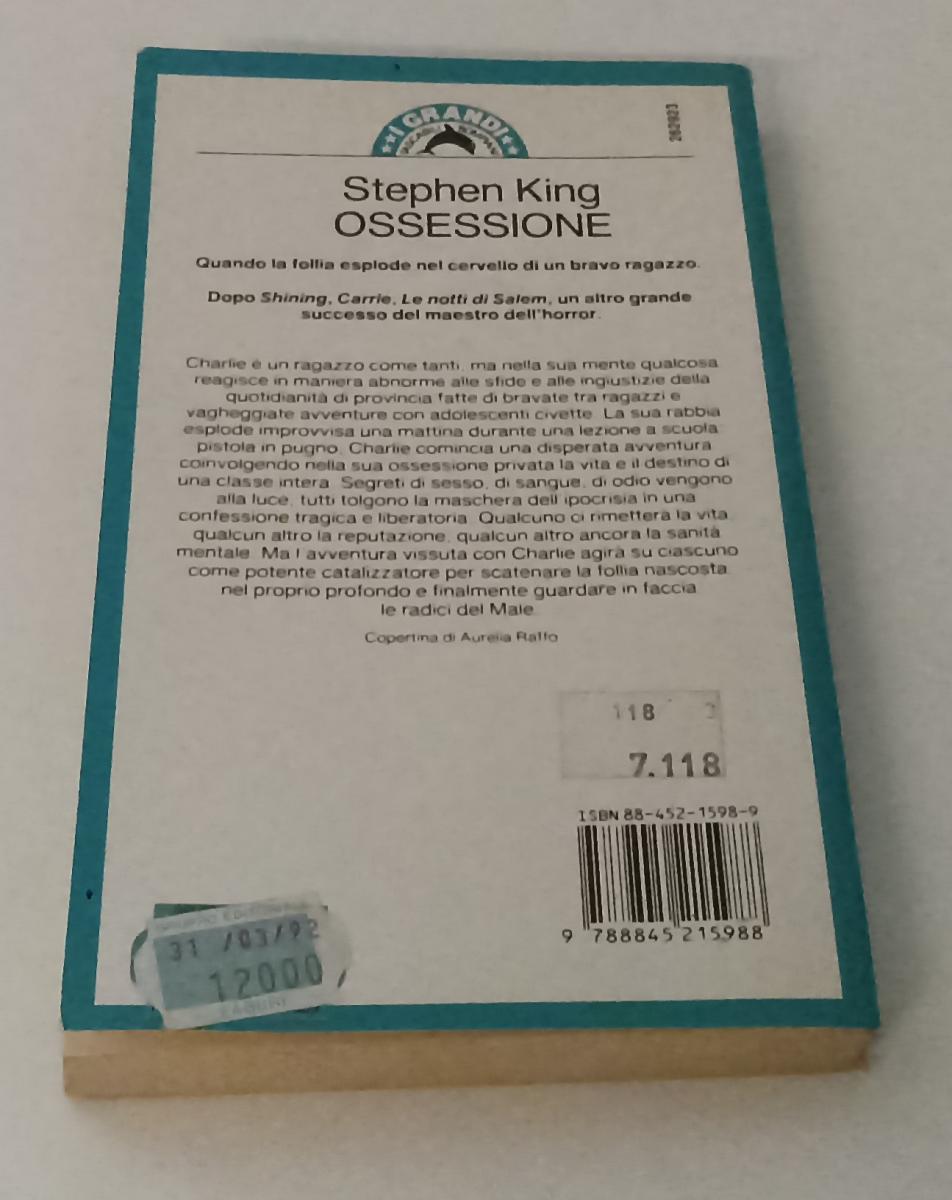 I GRANDI
TASCABILI BOMPIANI
262923
Stephen King
OSSESSIONE
Quando la follia esplode nel cervello di un bravo ragazzo.
Dopo Shining, Carrie, Le notti di Salem, un altro grande
successo del maestro dell'horror.
Charlie è un ragazzo come tanti, ma nella sua mente qualcosa
reagisce in maniera abnorme alle sfide e alle ingiustizie della
quotidianità di provincia fatte di bravate tra ragazzi e
vagheggiate avventure con adolescenti civette. La sua rabbia
esplode improvvisa una mattina durante una lezione a scuola:
pistola in pugno, Charlie comincia una disperata avventura
coinvolgendo nella sua ossessione privata la vita e il destino di
una classe intera. Segreti di sesso, di sangue, di odio vengono
alla luce, tutti tolgono la maschera dell'ipocrisia in una
confessione tragica e liberatoria. Qualcuno ci rimetterà la vita,
qualcun altro la reputazione, qualcun altro ancora la sanità
mentale. Ma l'avventura vissuta con Charlie agirà su ciascuno
come potente catalizzatore per scatenare la follia nascosta
nel proprio profondo e finalmente guardare in faccia
le radici del Male.
Copertina di Aurelia Raffo
118
7.118
ISBN 88-452-1598-9
9 788845 215988
GRUPPO EDITORIALE
31 /03/92
12000
FABBRI